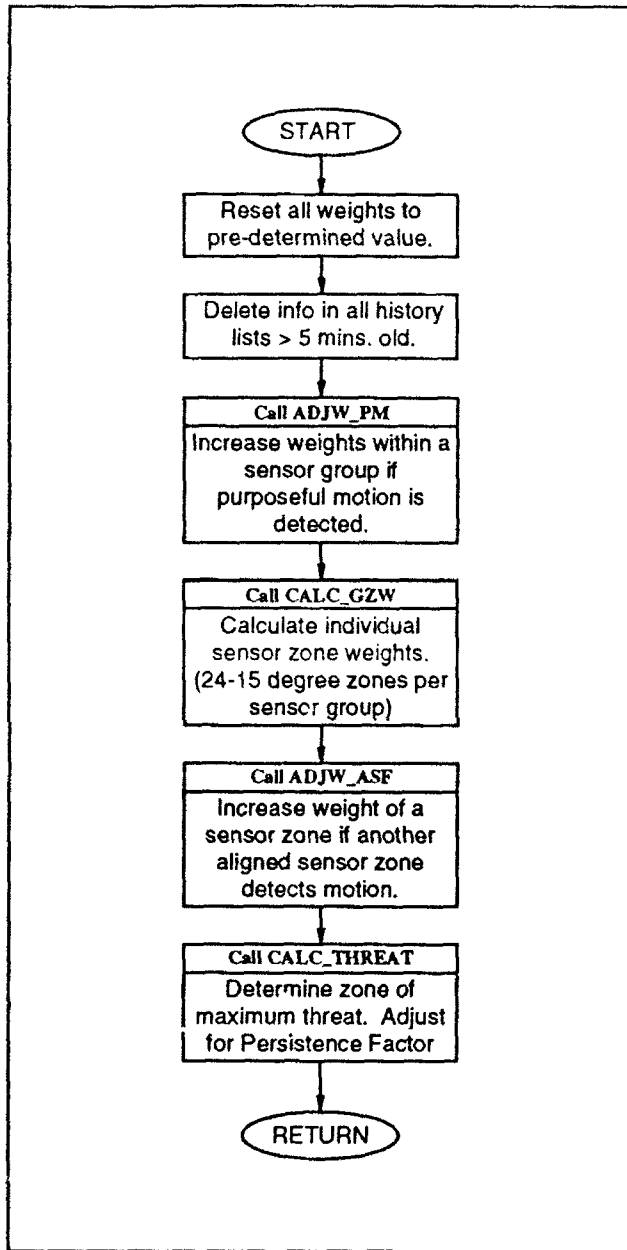 START
Reset all weights to
pre-determined value.
Delete info in all history
lists > 5 mins. old.
Call ADJW_PM
Increase weights within a
sensor group if
purposeful motion is
detected.
Call CALC_GZW
Calculate individual
sensor zone weights.
(24-15 degree zones per
sensor group)
Call ADJW_ASF
Increase weight of a
sensor zone if another
aligned sensor zone
detects motion.
Call CALC_THREAT
Determine zone of
maximum threat. Adjust
for Persistence Factor
RETURN